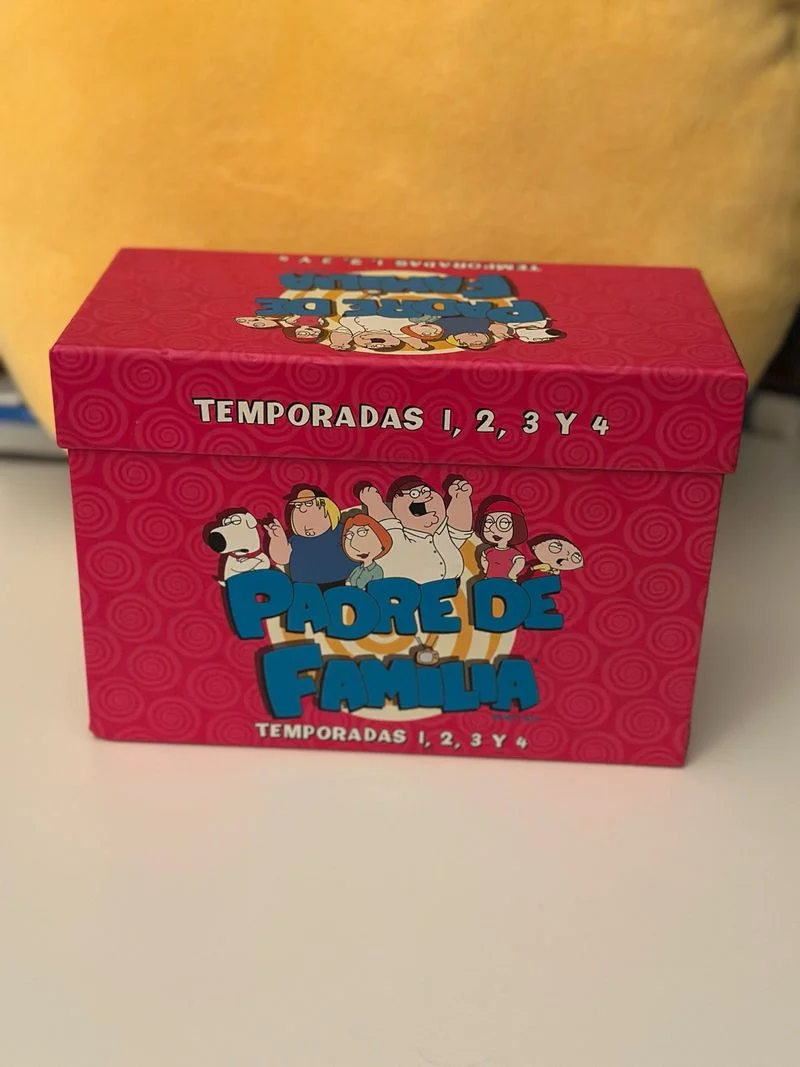 TEMPORADAS 1, 2, 3 Y 4
PADRE DE
FAMILIA
TEMPORADAS 1, 2, 3 Y 4
PADRE DE
FAMILIA
TEMPORADAS 1, 2, 3 Y 4